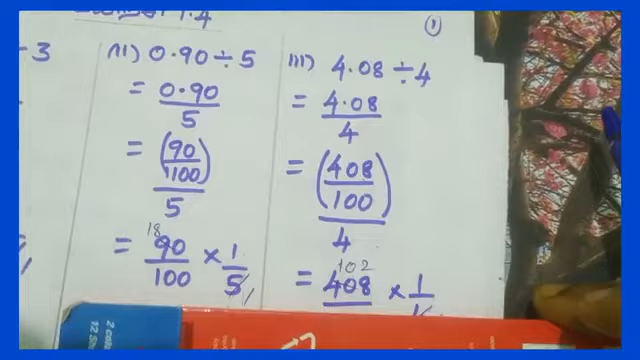 1.4
①
3
ii) 0.90 ÷ 5
= 0.90 / 5
= (90/100) / 5
18
= 90/100 × 1/5
iii) 4.08 ÷ 4
= 4.08 / 4
= (408/100) / 4
102
= 408 × 1